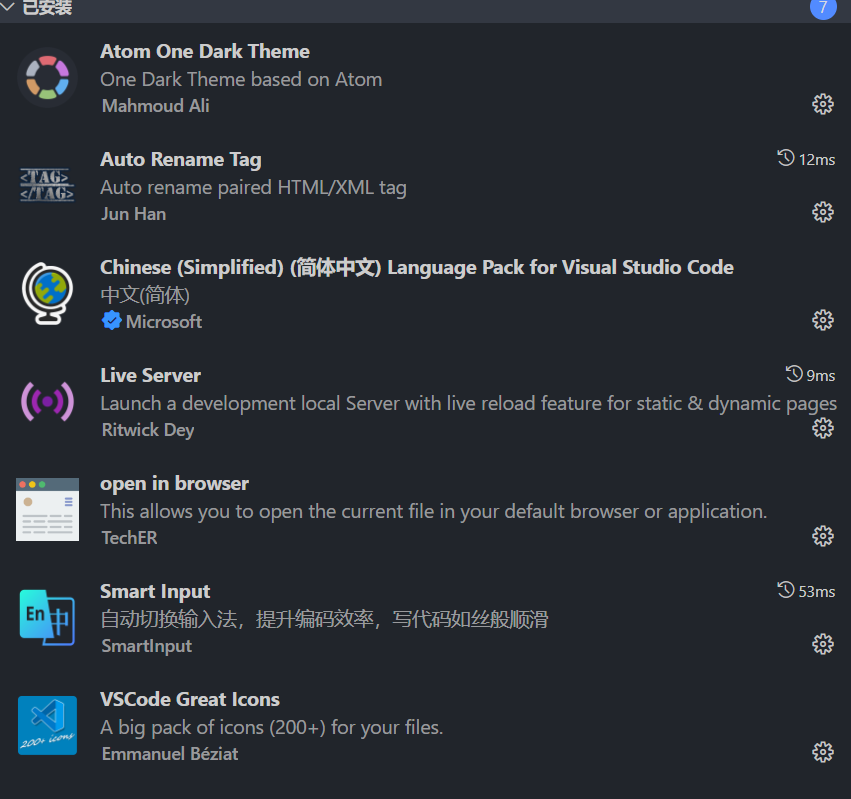 已安装
7
Atom One Dark Theme
One Dark Theme based on Atom
Mahmoud Ali
<TAG>
</TAG>
Auto Rename Tag
12ms
Auto rename paired HTML/XML tag
Jun Han
Chinese (Simplified) (简体中文) Language Pack for Visual Studio Code
中文(简体)
Microsoft
Live Server
9ms
Launch a development local Server with live reload feature for static & dynamic pages
Ritwick Dey
open in browser
This allows you to open the current file in your default browser or application.
TechER
En中
Smart Input
53ms
自动切换输入法，提升编码效率，写代码如丝般顺滑
SmartInput
200+ icons
VSCode Great Icons
A big pack of icons (200+) for your files.
Emmanuel Béziat